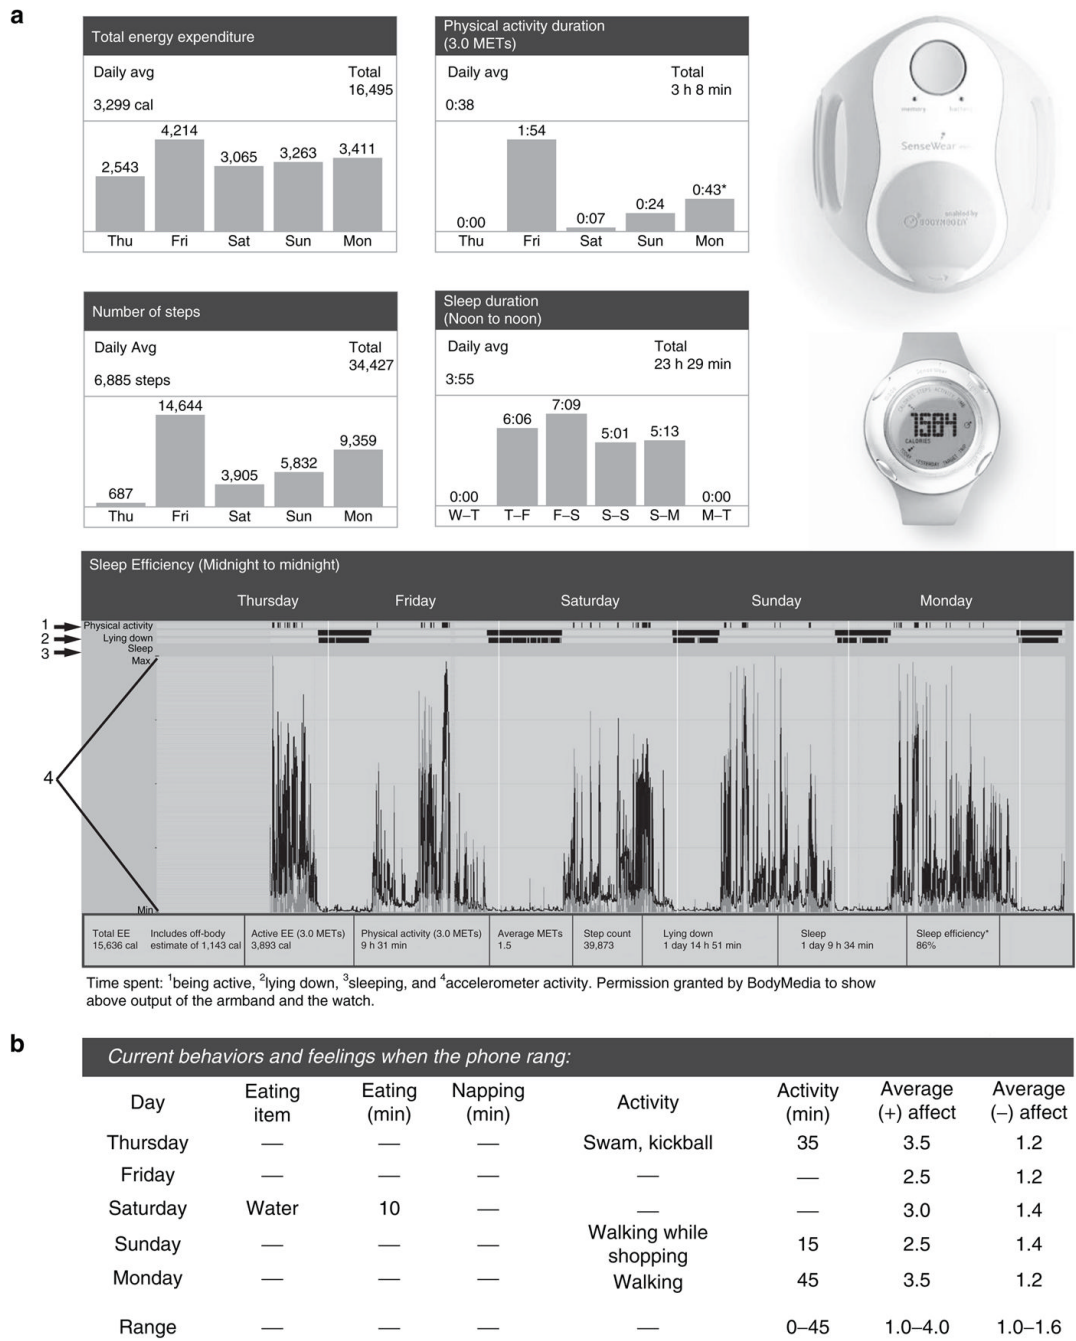 a
Total energy expenditure
Daily avg
Total
16,495
3,299 cal
2,543
4,214
3,065
3,263
3,411
Thu Fri Sat Sun Mon
Physical activity duration
(3.0 METs)
Daily avg
Total
3 h 8 min
0:38
0:00
1:54
0:07
0:24
0:43*
Thu Fri Sat Sun Mon
memory
SenseWear
enabled by
BODYMEDIA
Number of steps
Daily Avg
Total
34,427
6,885 steps
687
14,644
3,905
5,832
9,359
Thu Fri Sat Sun Mon
Sleep duration
(Noon to noon)
Daily avg
Total
23 h 29 min
3:55
0:00
6:06
7:09
5:01
5:13
0:00
W–T T–F F–S S–S S–M M–T
1584
CALORIES
Sleep Efficiency (Midnight to midnight)
Thursday Friday Saturday Sunday Monday
1 Physical activity
2 Lying down
3 Sleep
Max
4
Min
Total EE
15,636 cal
Includes off-body
estimate of 1,143 cal
Active EE (3.0 METs)
3,893 cal
Physical activity (3.0 METs)
9 h 31 min
Average METs
1.5
Step count
39,873
Lying down
1 day 14 h 51 min
Sleep
1 day 9 h 34 min
Sleep efficiency*
86%
Time spent: ¹being active, ²lying down, ³sleeping, and ⁴accelerometer activity. Permission granted by BodyMedia to show
above output of the armband and the watch.
b
Current behaviors and feelings when the phone rang:
Day Eating item Eating (min) Napping (min) Activity Activity (min) Average (+) affect Average (–) affect
Thursday — — — Swam, kickball 35 3.5 1.2
Friday — — — — — 2.5 1.2
Saturday Water 10 — — — 3.0 1.4
Sunday — — — Walking while shopping 15 2.5 1.4
Monday — — — Walking 45 3.5 1.2
Range — — — — 0–45 1.0–4.0 1.0–1.6